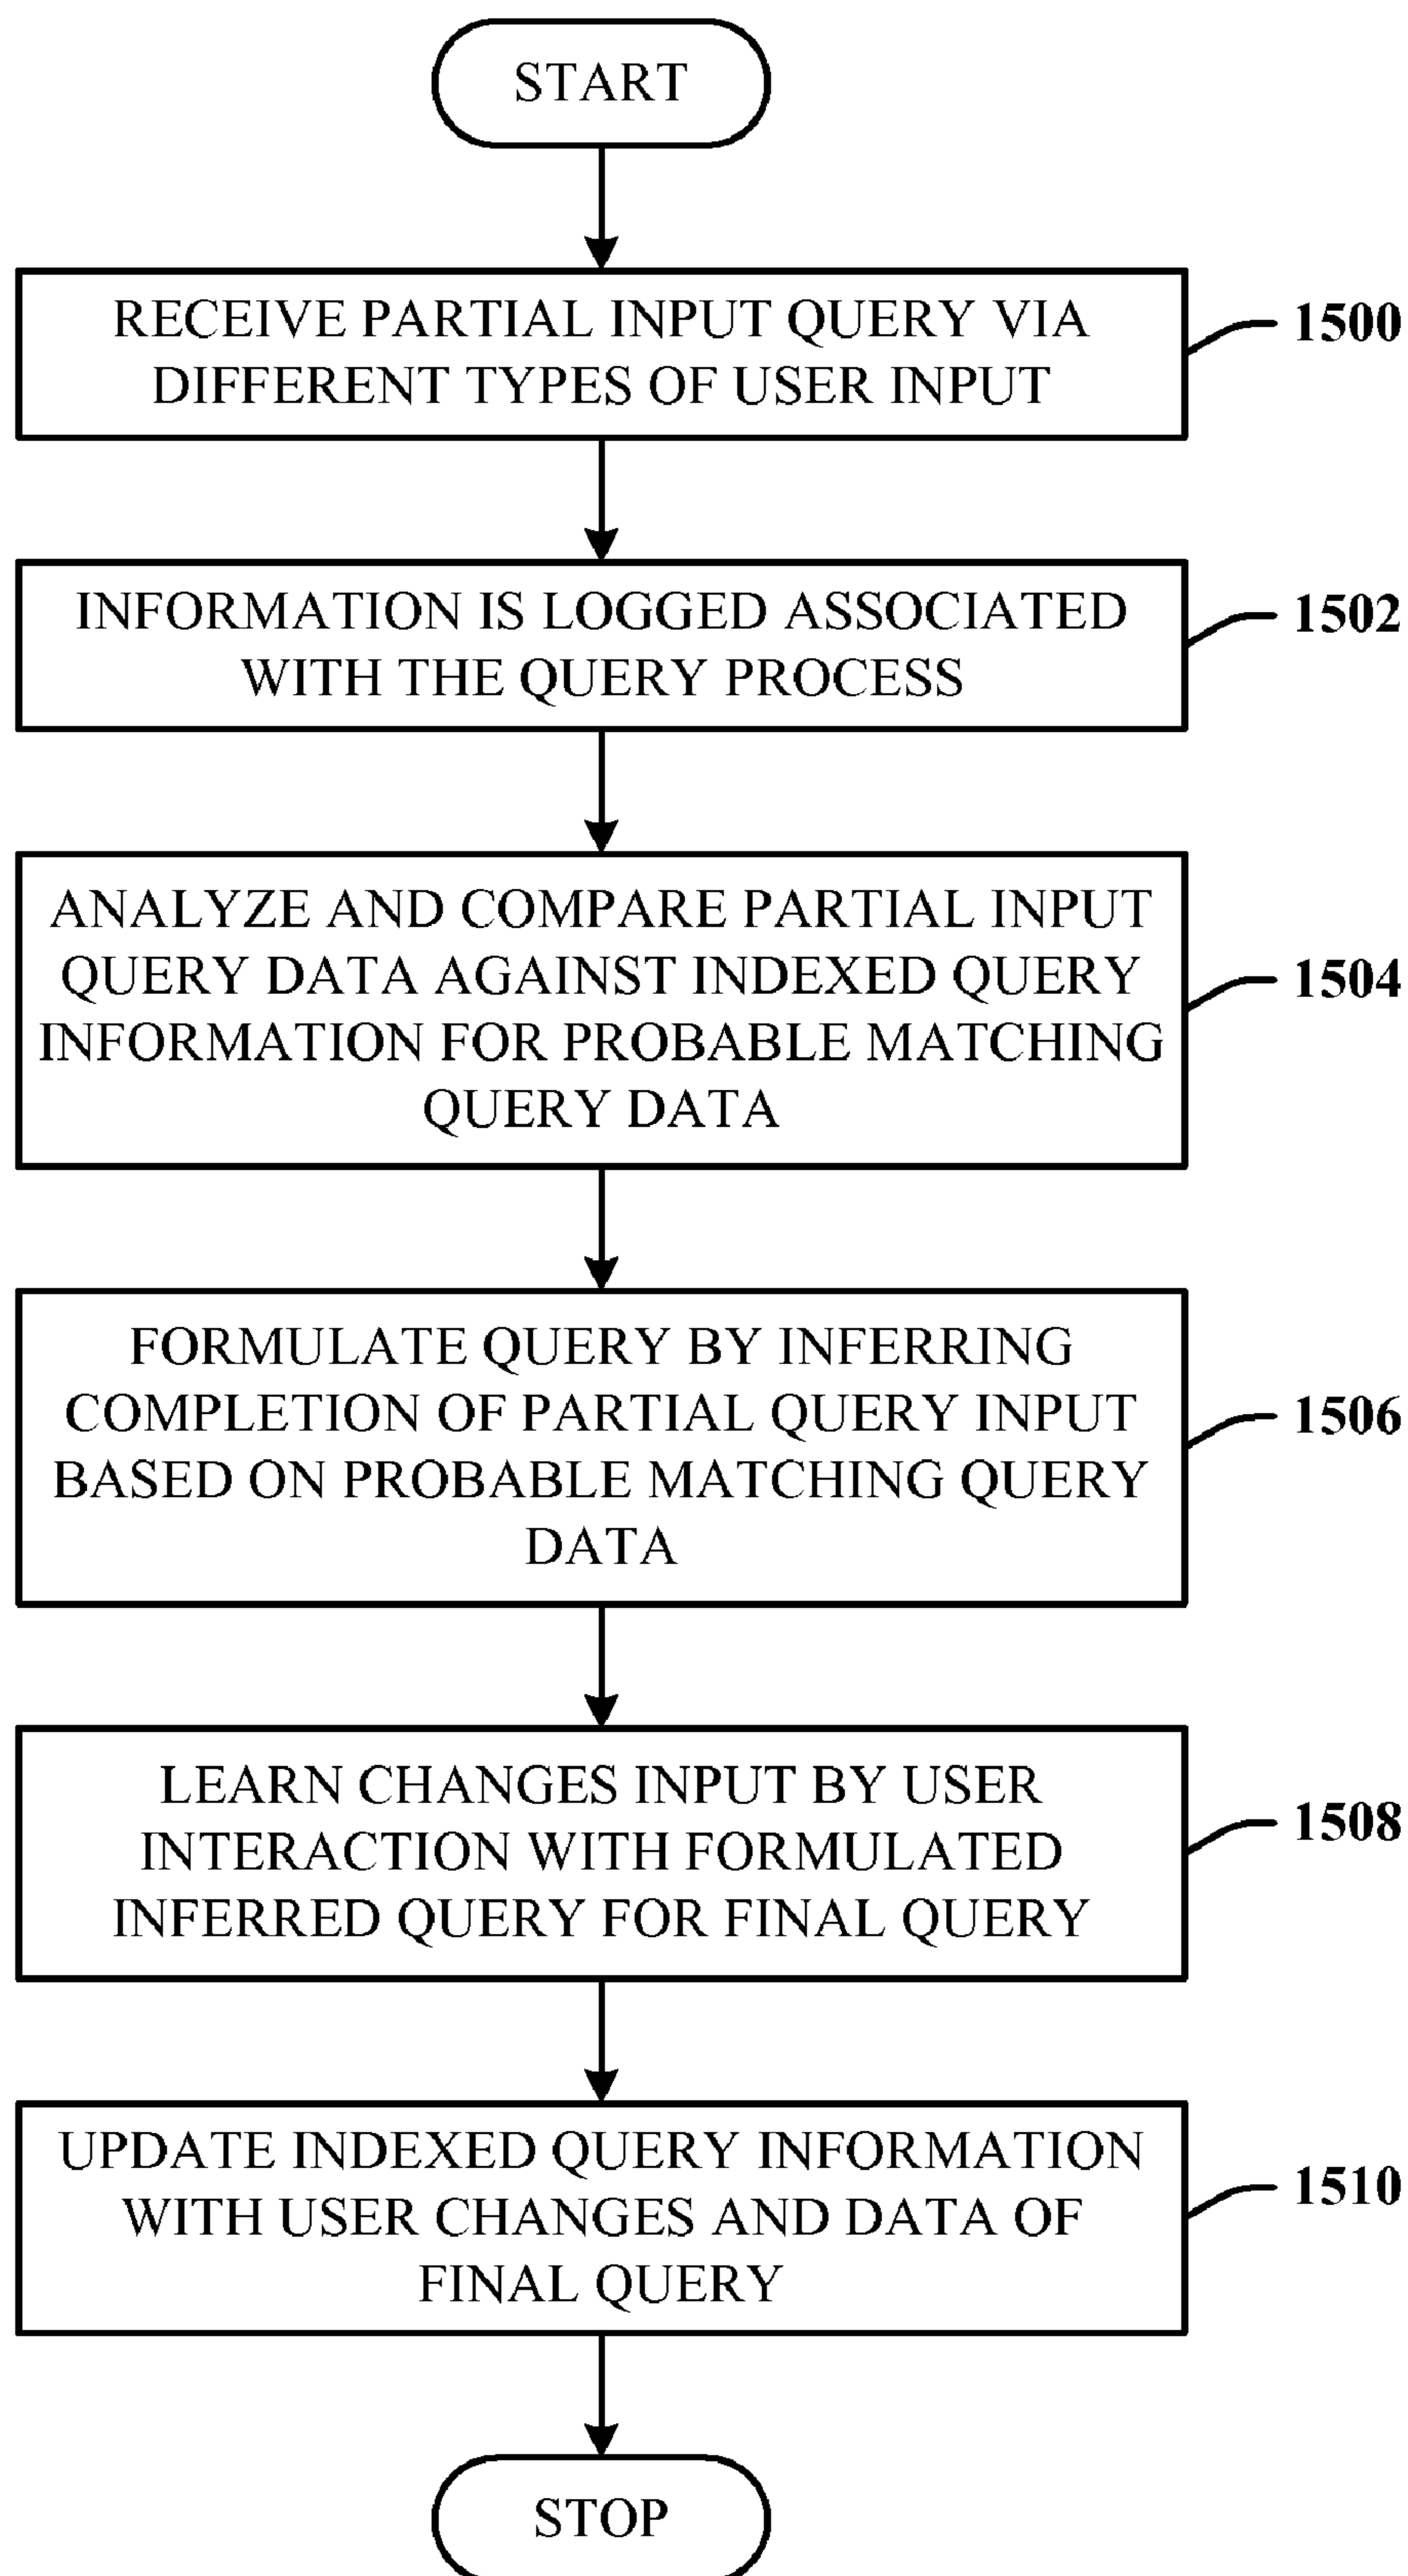 START
RECEIVE PARTIAL INPUT QUERY VIA
DIFFERENT TYPES OF USER INPUT
1500
INFORMATION IS LOGGED ASSOCIATED
WITH THE QUERY PROCESS
1502
ANALYZE AND COMPARE PARTIAL INPUT
QUERY DATA AGAINST INDEXED QUERY
INFORMATION FOR PROBABLE MATCHING
QUERY DATA
1504
FORMULATE QUERY BY INFERRING
COMPLETION OF PARTIAL QUERY INPUT
BASED ON PROBABLE MATCHING QUERY
DATA
1506
LEARN CHANGES INPUT BY USER
INTERACTION WITH FORMULATED
INFERRED QUERY FOR FINAL QUERY
1508
UPDATE INDEXED QUERY INFORMATION
WITH USER CHANGES AND DATA OF
FINAL QUERY
1510
STOP